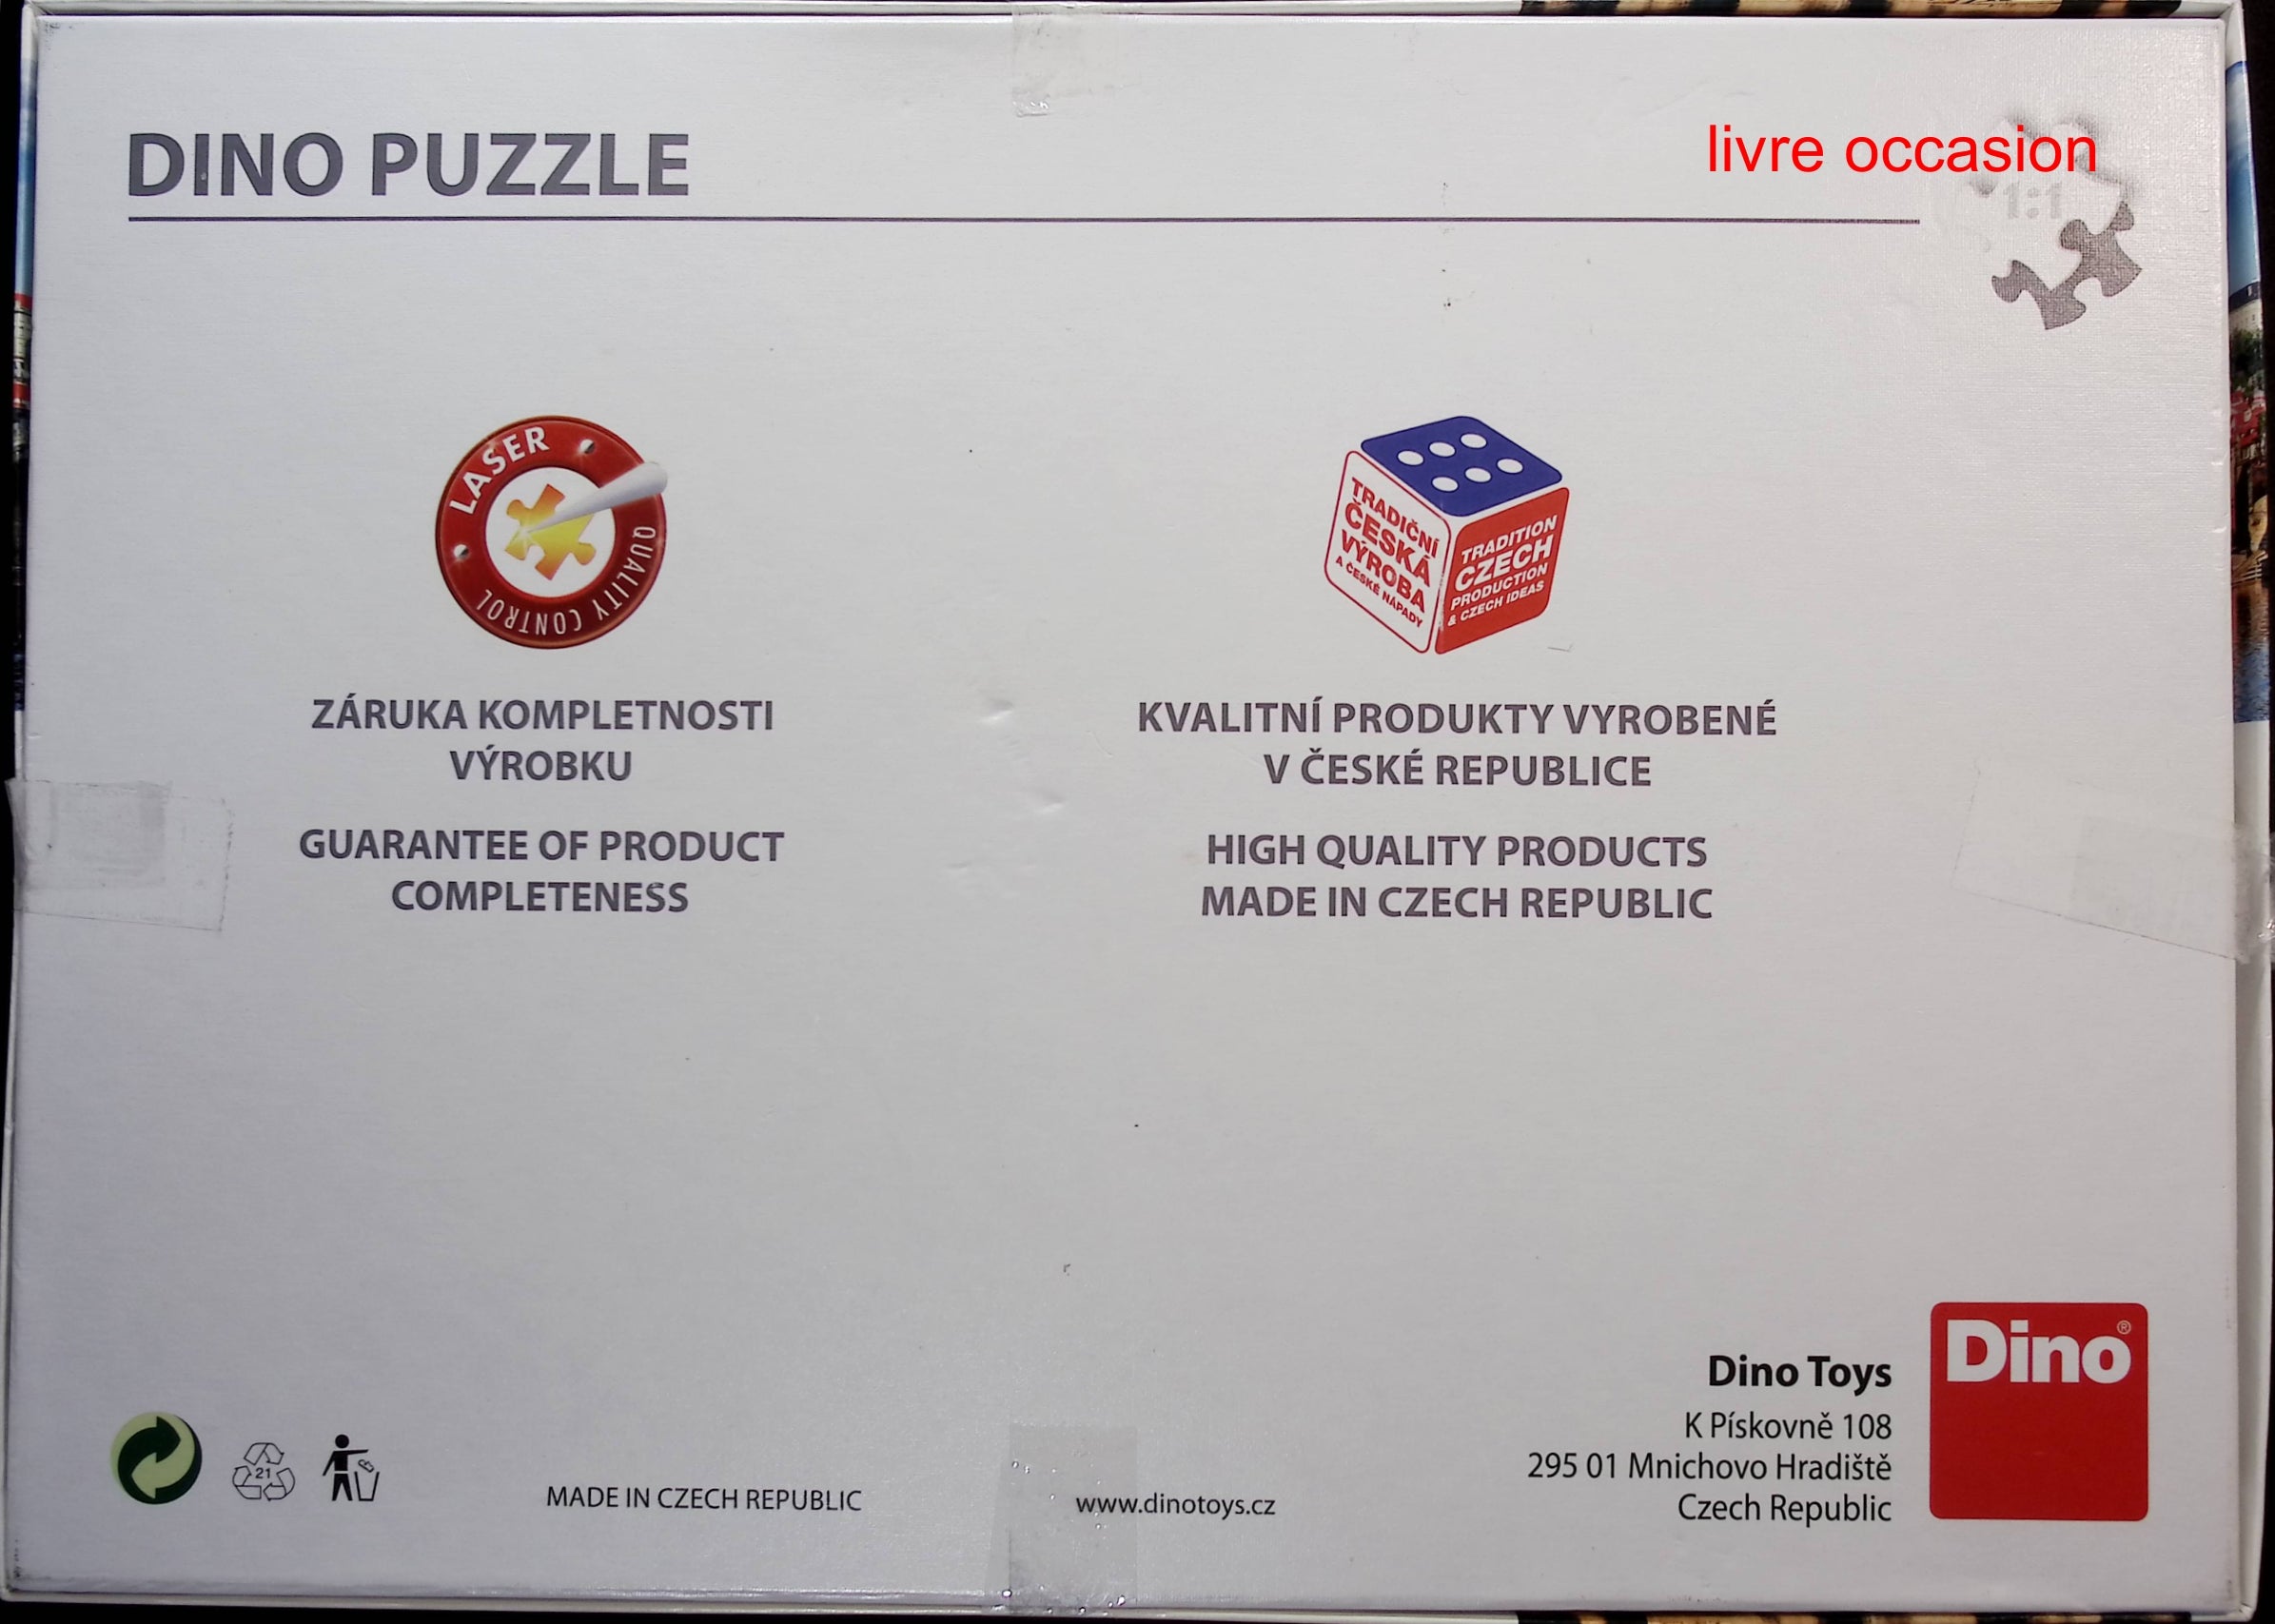 DINO PUZZLE
livre occasion
1:1
LASER
QUALITY CONTROL
TRADIČNÍ
ČESKÁ
VÝROBA
A ČESKÉ NÁPADY
TRADITION
CZECH
PRODUCTION
& CZECH IDEAS
ZÁRUKA KOMPLETNOSTI
VÝROBKU
GUARANTEE OF PRODUCT
COMPLETENESS
KVALITNÍ PRODUKTY VYROBENÉ
V ČESKÉ REPUBLICE
HIGH QUALITY PRODUCTS
MADE IN CZECH REPUBLIC
Dino®
Dino Toys
K Pískovně 108
295 01 Mnichovo Hradiště
Czech Republic
21
MADE IN CZECH REPUBLIC
www.dinotoys.cz